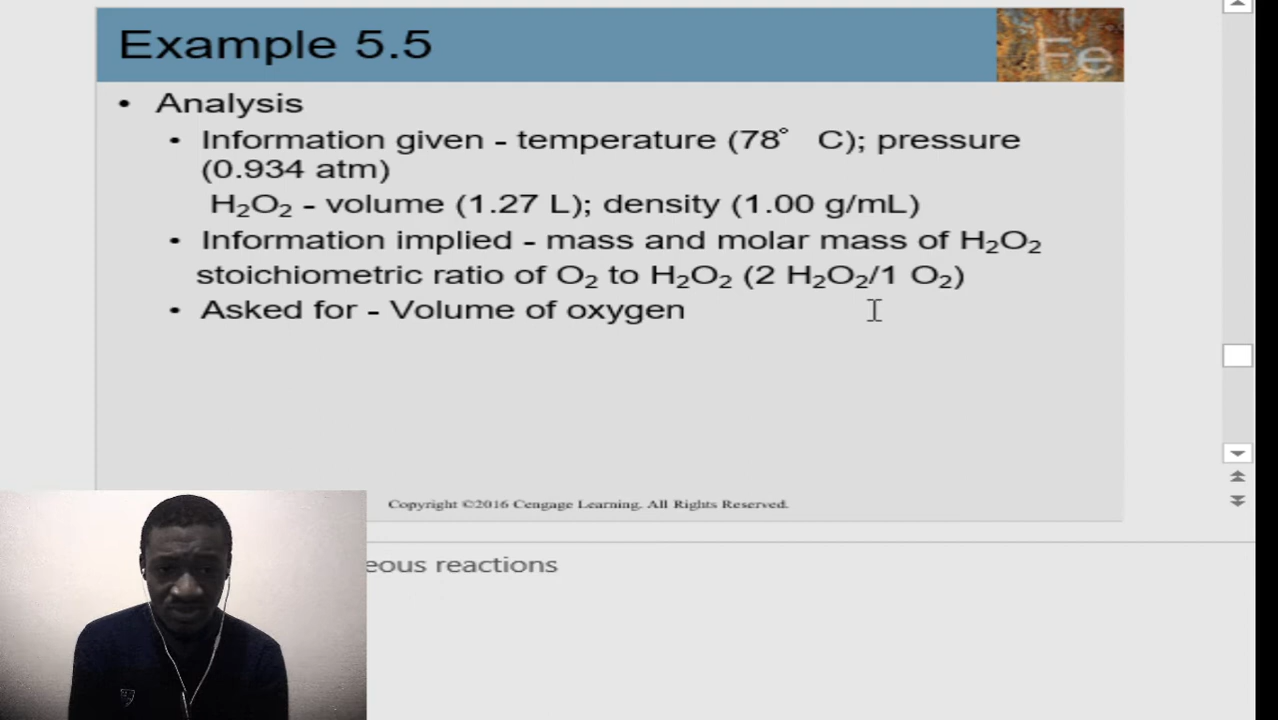 Example 5.5
Fe
• Analysis
• Information given - temperature (78° C); pressure
(0.934 atm)
H₂O₂ - volume (1.27 L); density (1.00 g/mL)
• Information implied - mass and molar mass of H₂O₂
stoichiometric ratio of O₂ to H₂O₂ (2 H₂O₂/1 O₂)
• Asked for - Volume of oxygen
Copyright ©2016 Cengage Learning. All Rights Reserved.
eous reactions